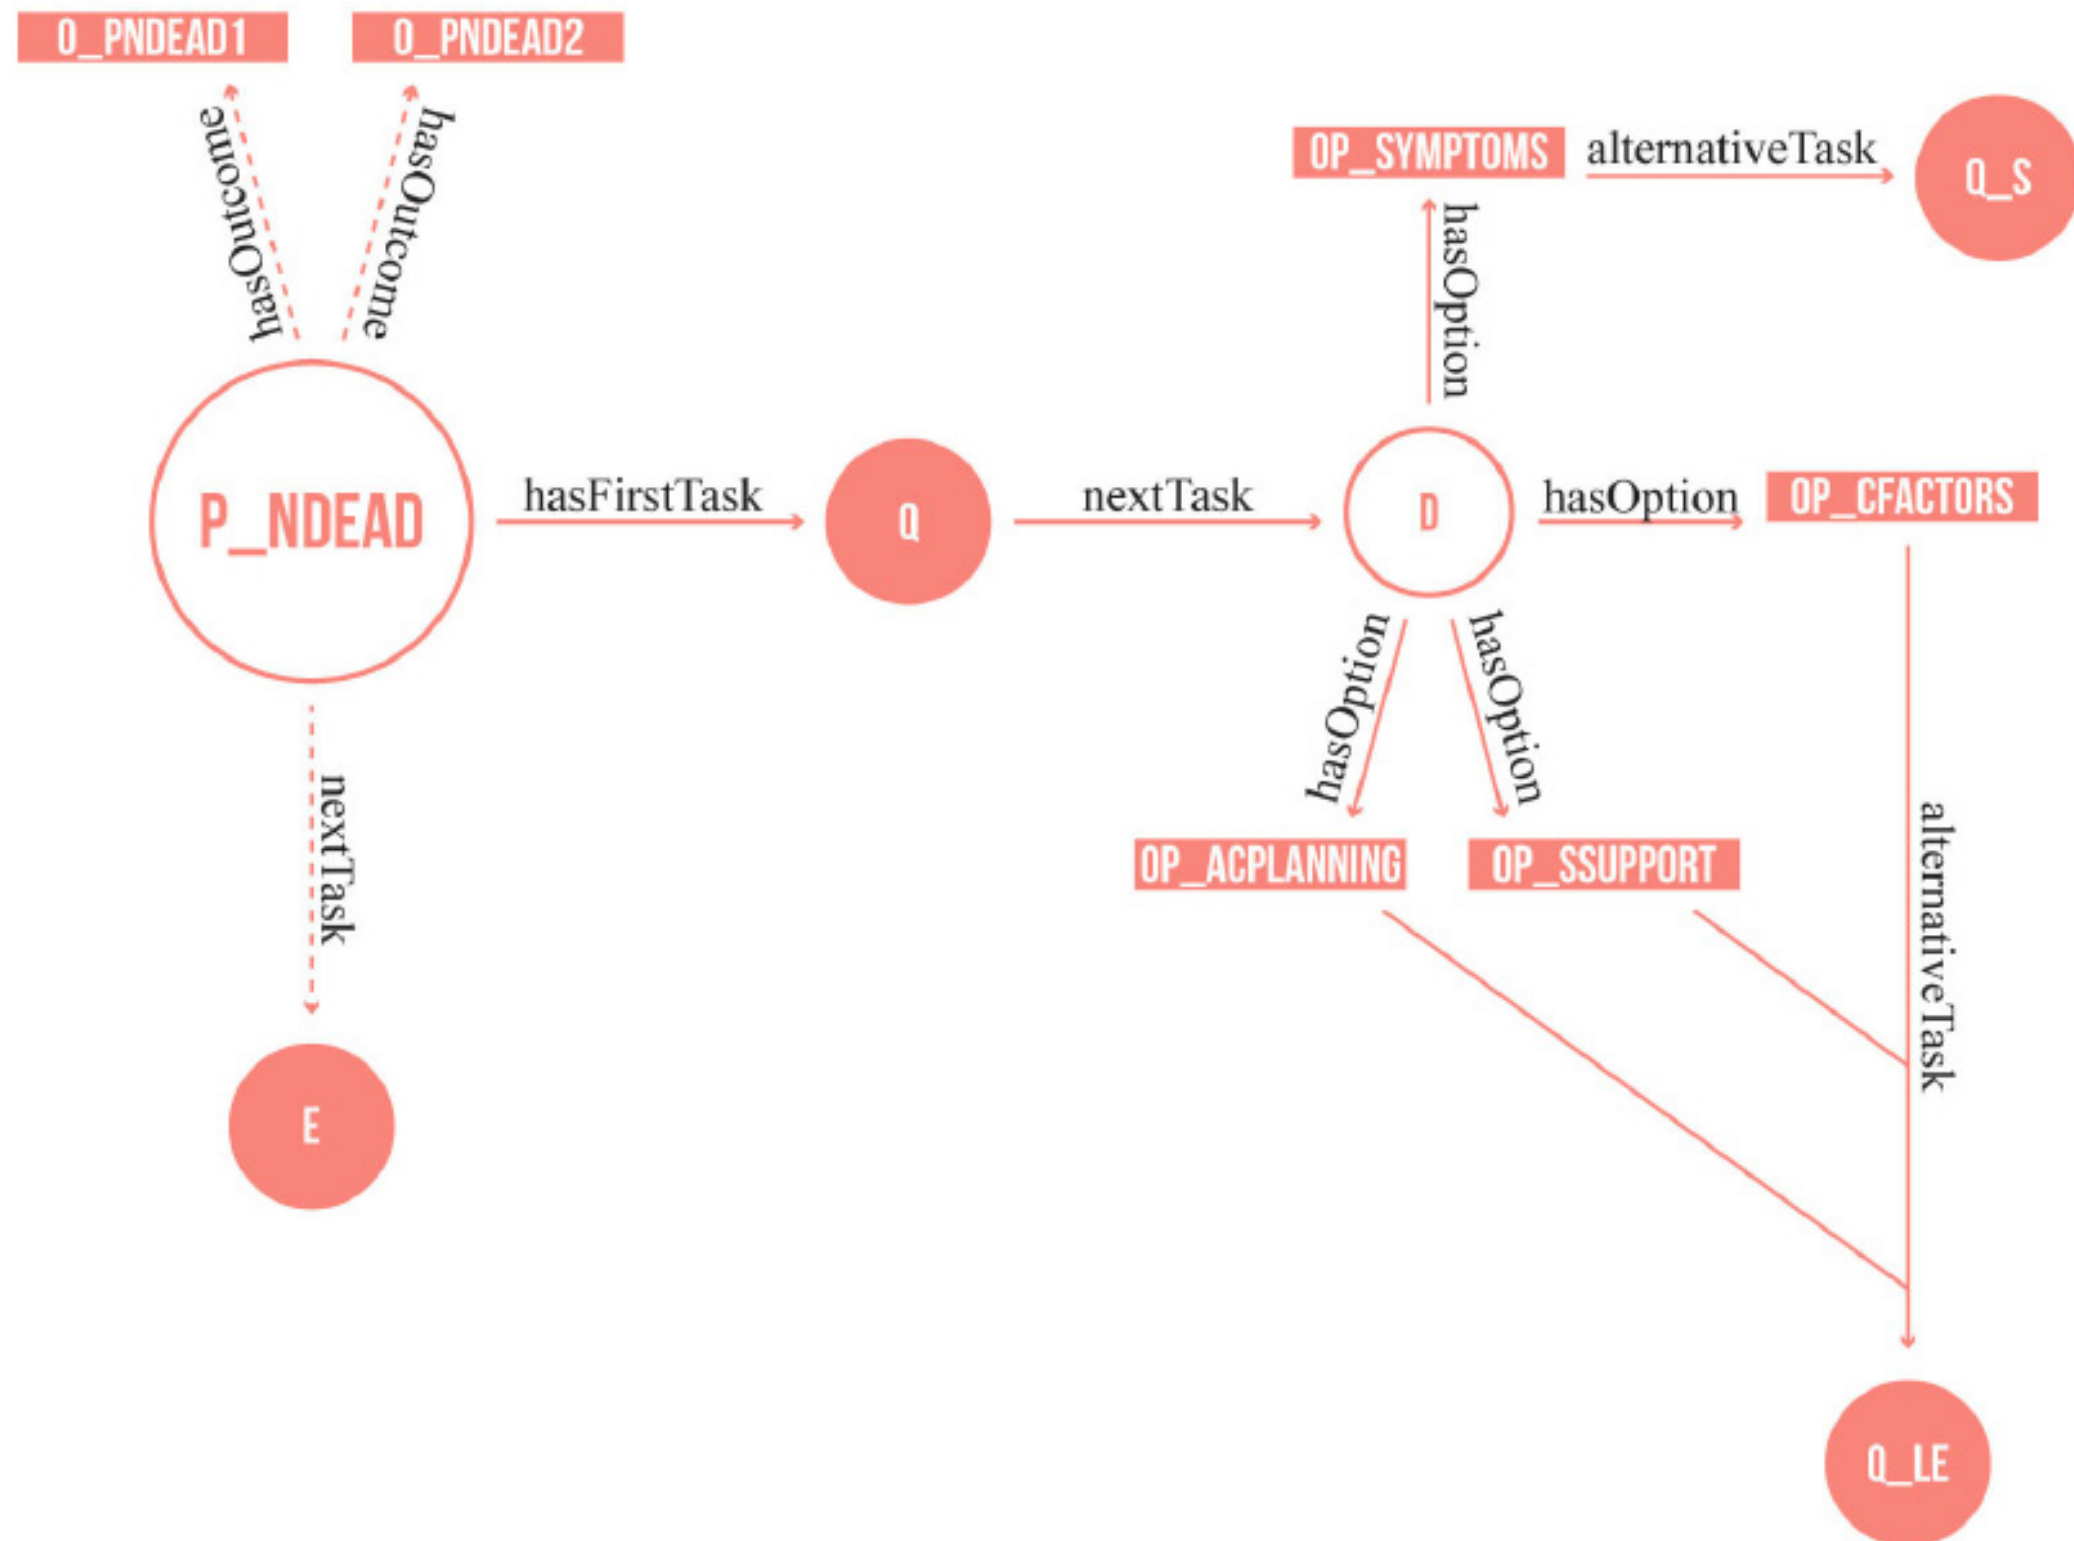 O_PNDEAD1
O_PNDEAD2
hasOutcome
hasOutcome
OP_SYMPTOMS
alternativeTask
Q_S
hasOption
P_NDEAD
hasFirstTask
Q
nextTask
D
hasOption
OP_CFACTORS
hasOption
hasOption
nextTask
OP_ACPLANNING
OP_SSUPPORT
alternativeTask
E
Q_LE